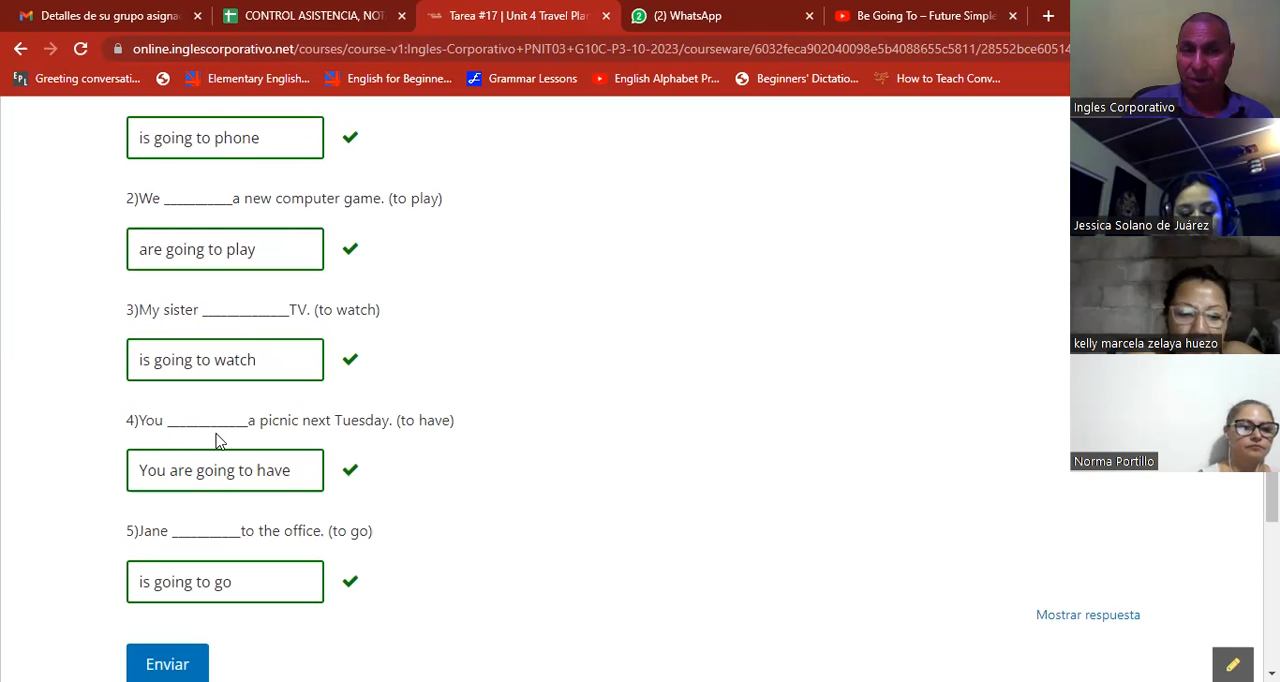 Detalles de su grupo asigna
CONTROL ASISTENCIA, NOT
Tarea #17 | Unit 4 Travel Plan
(2) WhatsApp
Be Going To – Future Simple
online.inglescorporativo.net/courses/course-v1:Ingles-Corporativo+PNIT03+G10C-P3-10-2023/courseware/6032feca902040098e5b4088655c5811/28552bce60514
Greeting conversati...
Elementary English...
English for Beginne...
Grammar Lessons
English Alphabet Pr...
Beginners' Dictatio...
How to Teach Conv...
Ingles Corporativo
is going to phone
2)We ___________a new computer game. (to play)
Jessica Solano de Juárez
are going to play
3)My sister ____________TV. (to watch)
kelly marcela zelaya huezo
is going to watch
4)You ___________a picnic next Tuesday. (to have)
Norma Portillo
You are going to have
5)Jane __________to the office. (to go)
is going to go
Mostrar respuesta
Enviar